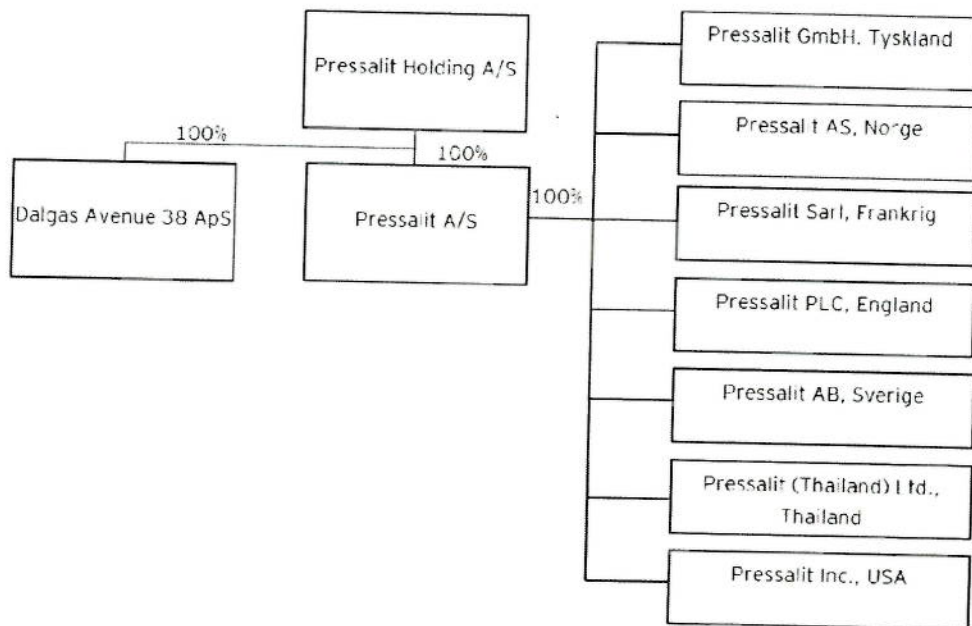 Pressalit Holding A/S
100%
100%
Dalgas Avenue 38 ApS
Pressalit A/S
100%
Pressalit GmbH, Tyskland
Pressalit AS, Norge
Pressalit Sarl, Frankrig
Pressalit PLC, England
Pressalit AB, Sverige
Pressalit (Thailand) Ltd.,
Thailand
Pressalit Inc., USA